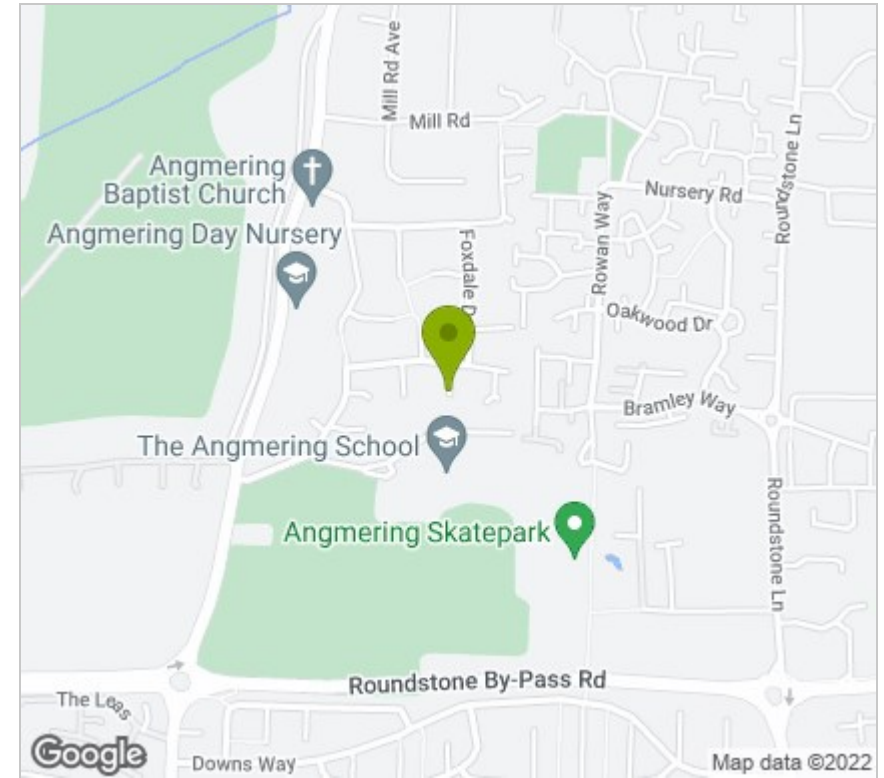 Mill Rd Ave
Mill Rd
Angmering
Baptist Church
Roundstone Ln
Nursery Rd
Angmering Day Nursery
Foxdale D
Rowan Way
Oakwood Dr
Bramley Way
The Angmering School
Roundstone Ln
Angmering Skatepark
Roundstone By-Pass Rd
The Leas
Downs Way
Google
Map data ©2022